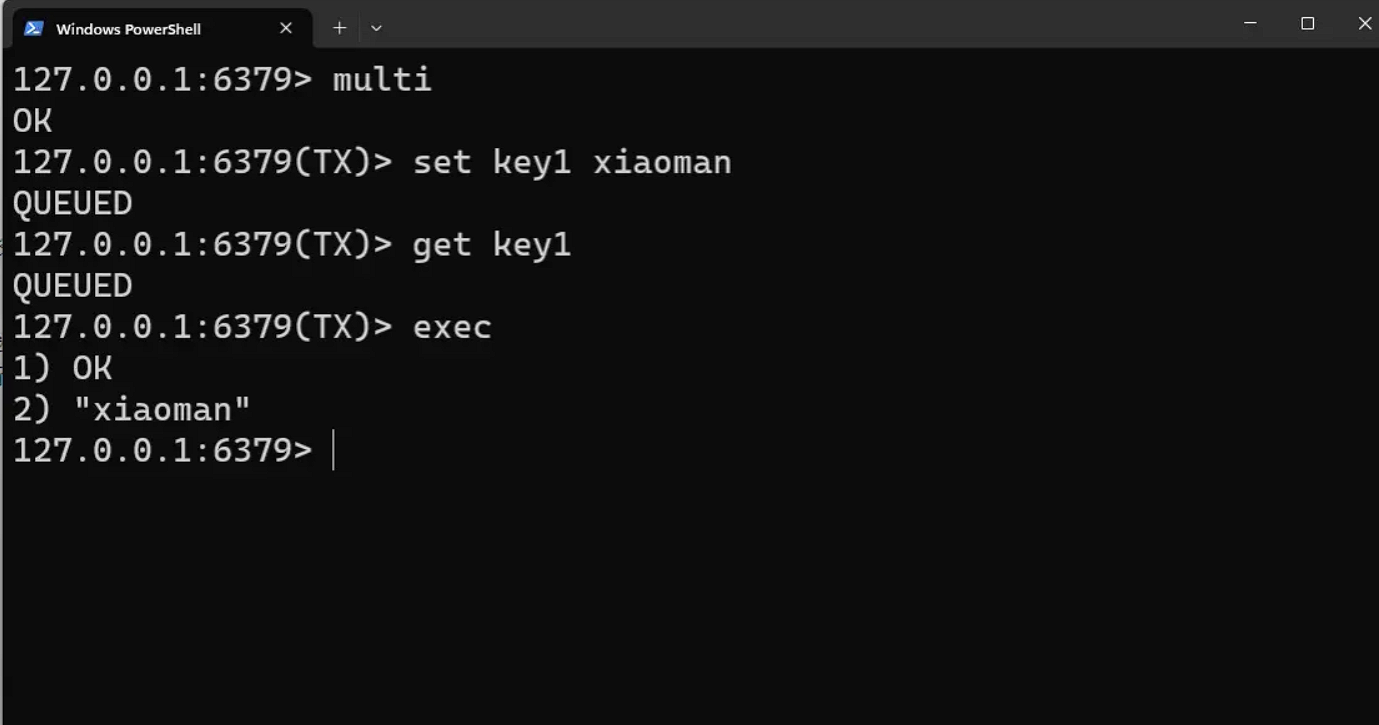 Windows PowerShell
127.0.0.1:6379> multi
OK
127.0.0.1:6379(TX)> set key1 xiaoman
QUEUED
127.0.0.1:6379(TX)> get key1
QUEUED
127.0.0.1:6379(TX)> exec
1) OK
2) "xiaoman"
127.0.0.1:6379>